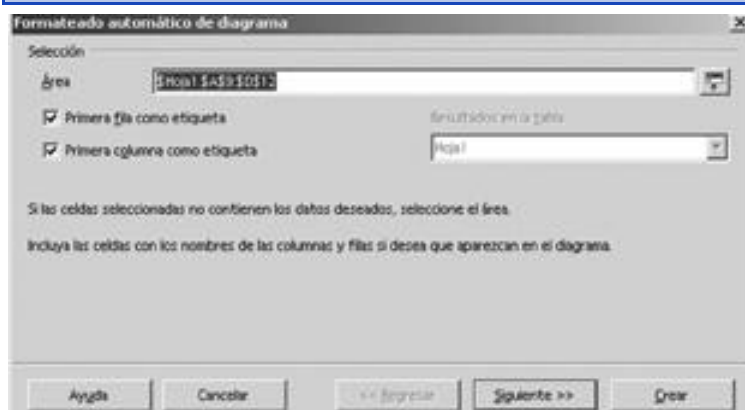 Formateado automático de diagrama
Selección
Área $Hoja1.$A$9:$D$12
Primera fila como etiqueta Resultados en la tabla
Primera columna como etiqueta Hoja1
Si las celdas seleccionadas no contienen los datos deseados, seleccione el área.
Incluya las celdas con los nombres de las columnas y filas si desea que aparezcan en el diagrama.
Ayuda Cancelar << Regresar Siguiente >> Crear